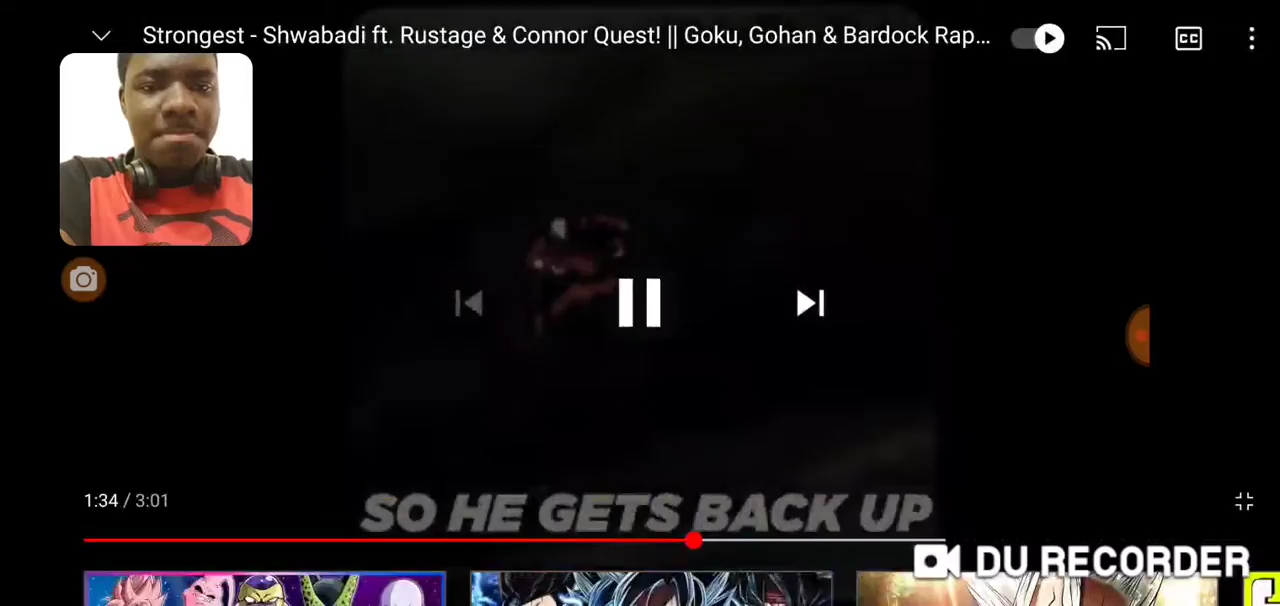 Strongest - Shwabadi ft. Rustage & Connor Quest! || Goku, Gohan & Bardock Rap...
CC
1:34 / 3:01
SO HE GETS BACK UP
DU RECORDER